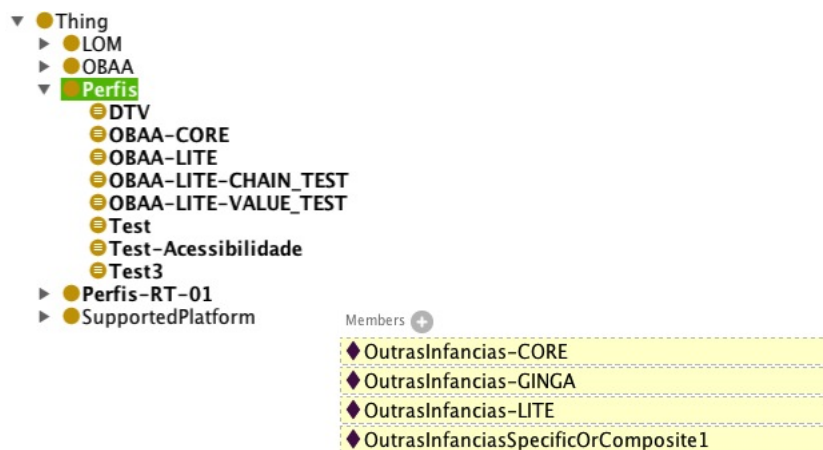 Thing
LOM
OBAA
Perfis
DTV
OBAA-CORE
OBAA-LITE
OBAA-LITE-CHAIN_TEST
OBAA-LITE-VALUE_TEST
Test
Test-Acessibilidade
Test3
Perfis-RT-01
SupportedPlatform
Members
OutrasInfancias-CORE
OutrasInfancias-GINGA
OutrasInfancias-LITE
OutrasInfanciasSpecificOrComposite1